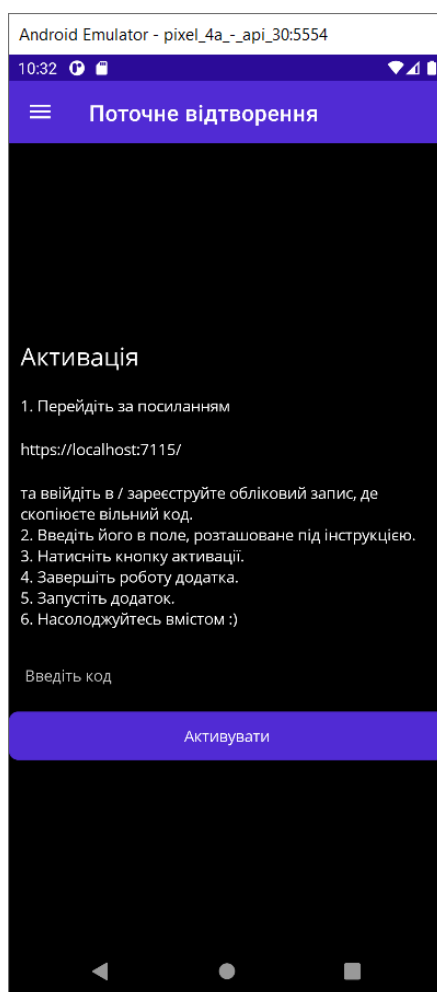 Android Emulator - pixel_4a_-_api_30:5554
10:32
Поточне відтворення
Активація
1. Перейдіть за посиланням
https://localhost:7115/
та ввійдіть в / зареєструйте обліковий запис, де
скопіюєте вільний код.
2. Введіть його в поле, розташоване під інструкцією.
3. Натисніть кнопку активації.
4. Завершіть роботу додатка.
5. Запустіть додаток.
6. Насолоджуйтесь вмістом :)
Введіть код
Активувати